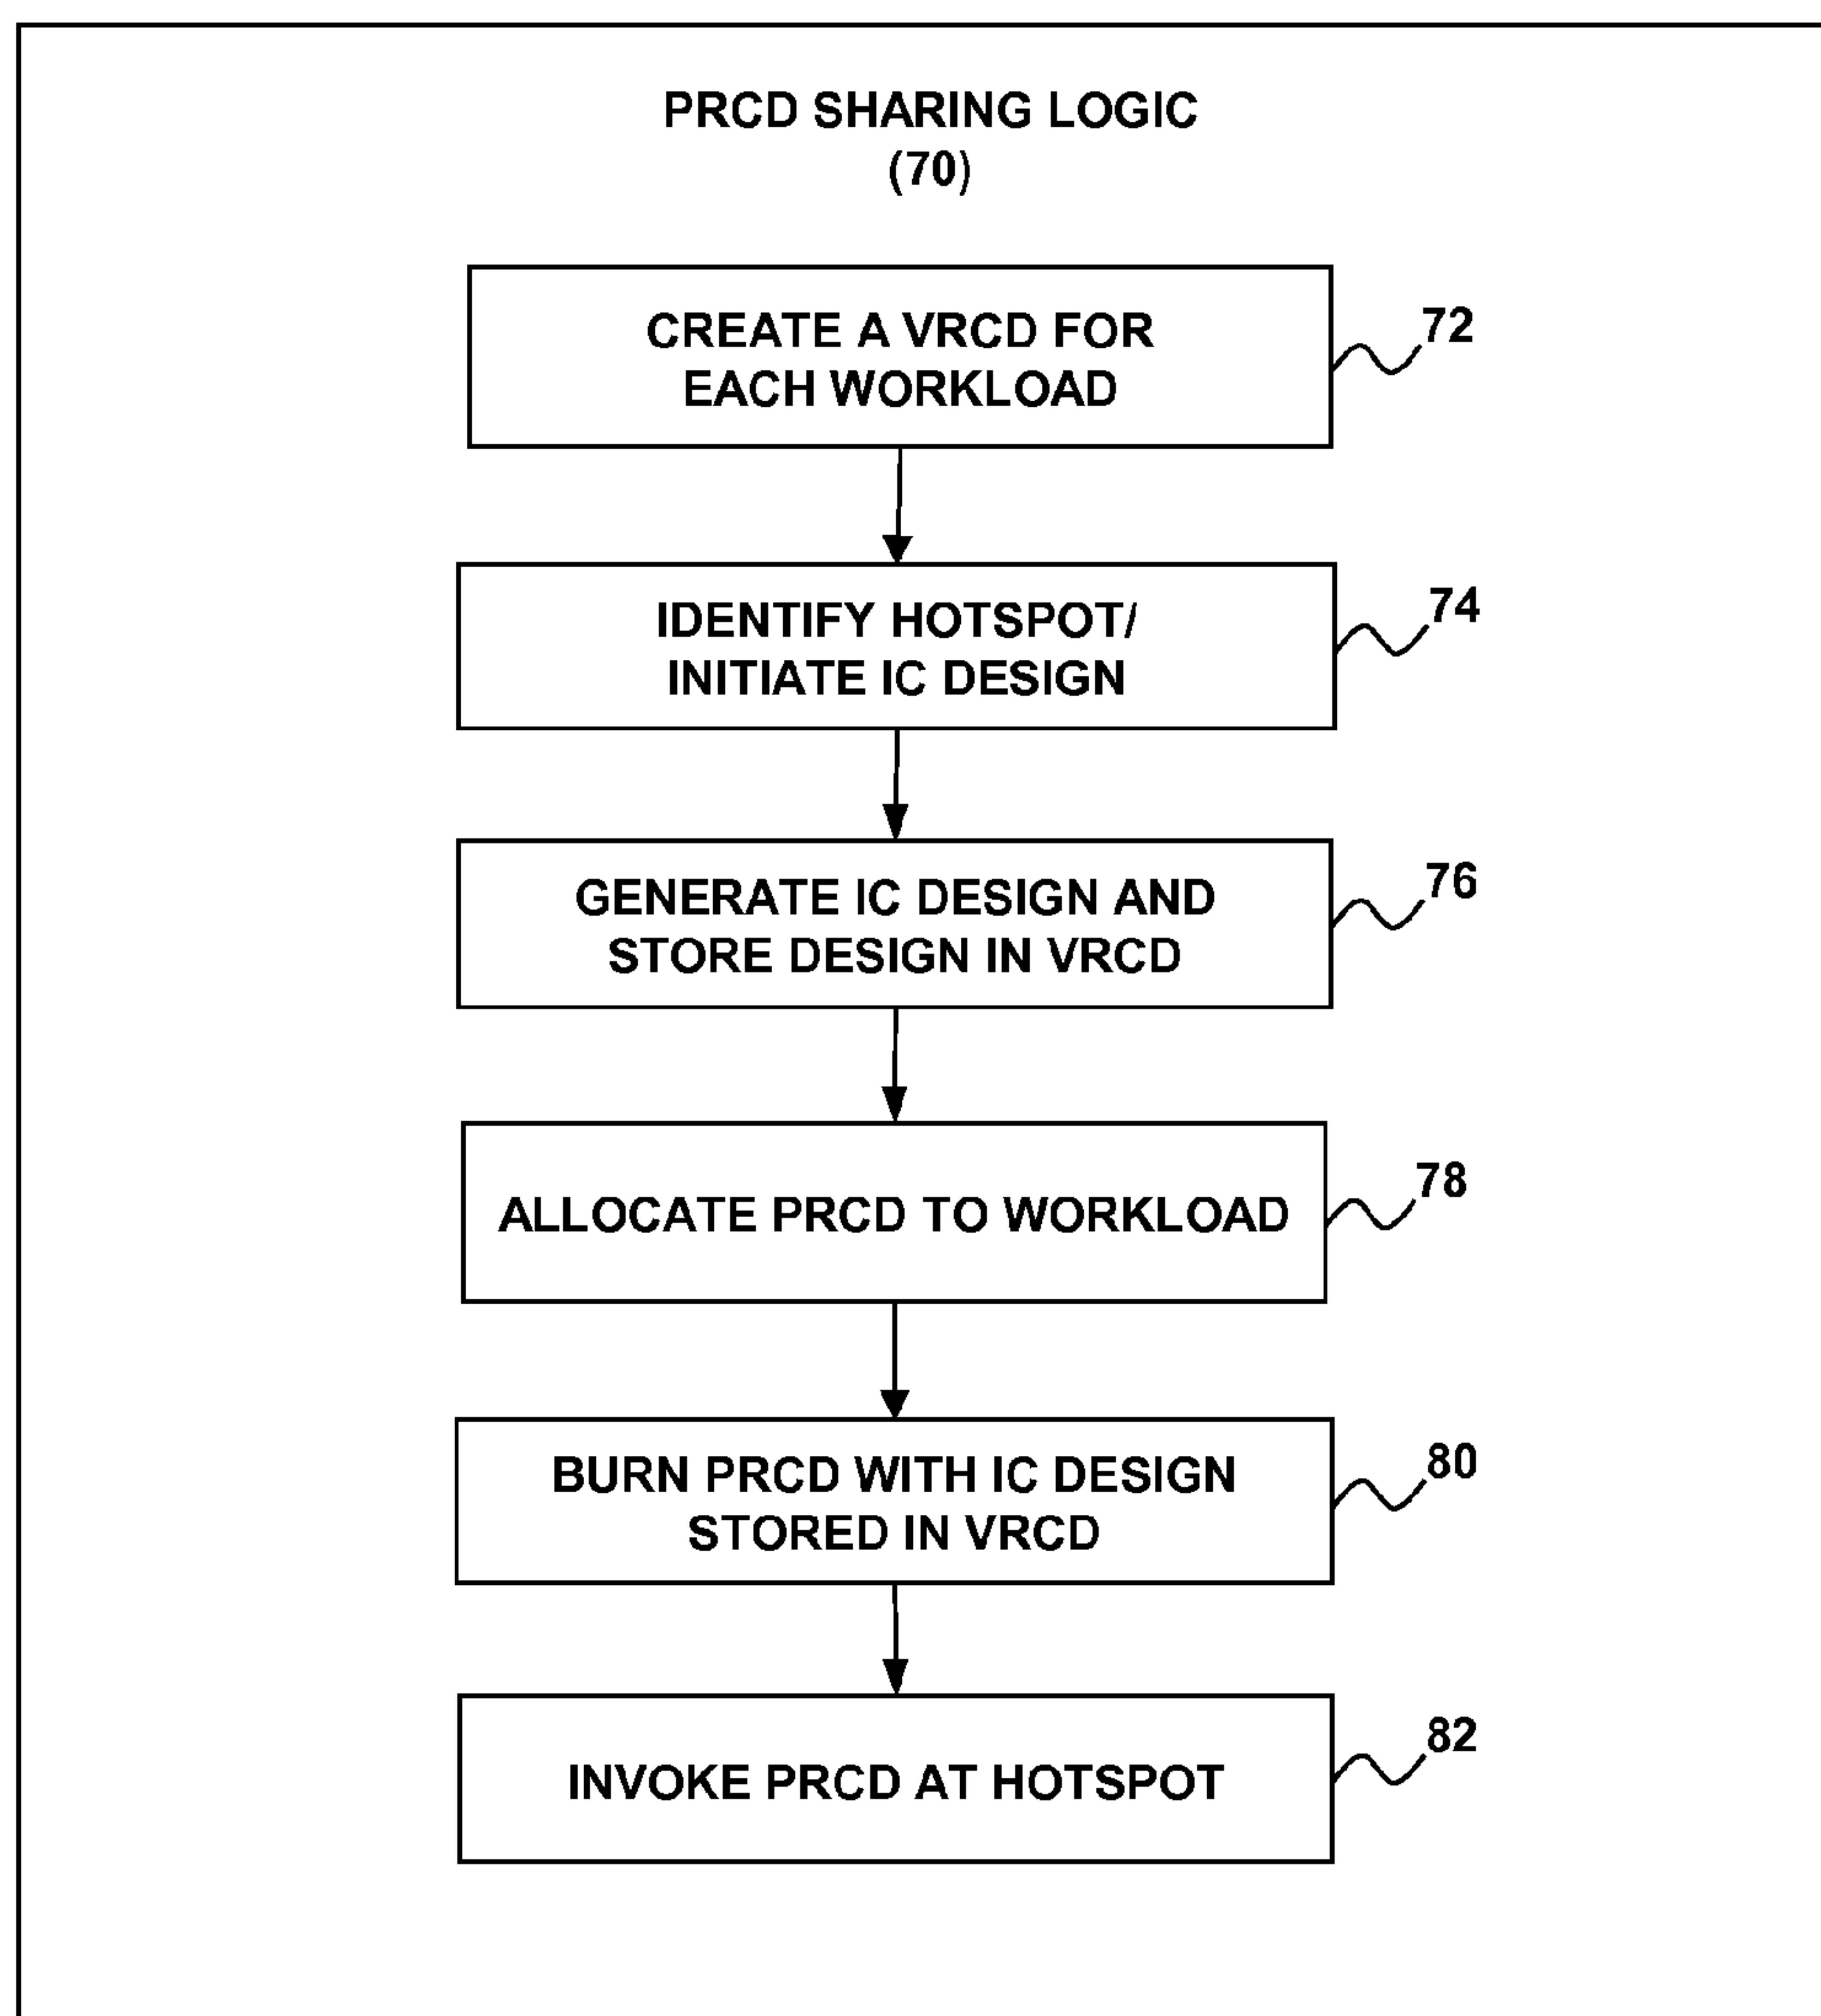 PRCD SHARING LOGIC
(70)
CREATE A VRCD FOR
EACH WORKLOAD
72
IDENTIFY HOTSPOT/
INITIATE IC DESIGN
74
GENERATE IC DESIGN AND
STORE DESIGN IN VRCD
76
ALLOCATE PRCD TO WORKLOAD
78
BURN PRCD WITH IC DESIGN
STORED IN VRCD
80
INVOKE PRCD AT HOTSPOT
82